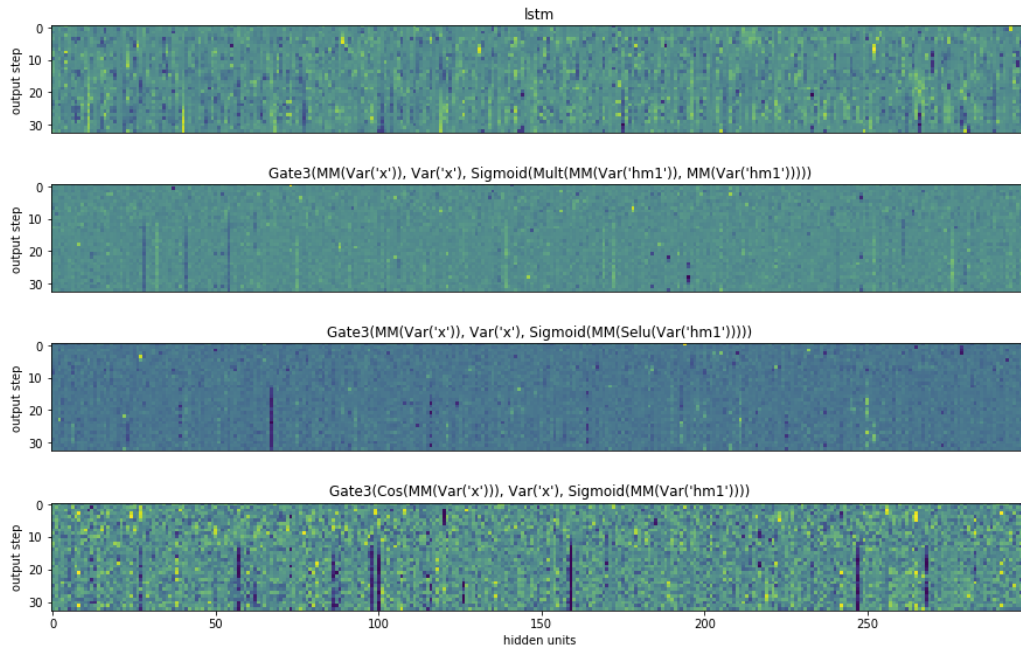 lstm
0
10
20
30
output step
Gate3(MM(Var('x')), Var('x'), Sigmoid(Mult(MM(Var('hm1')), MM(Var('hm1')))))
0
10
20
30
output step
Gate3(MM(Var('x')), Var('x'), Sigmoid(MM(Selu(Var('hm1')))))
0
10
20
30
output step
Gate3(Cos(MM(Var('x'))), Var('x'), Sigmoid(MM(Var('hm1'))))
0
10
20
30
output step
0 50 100 150 200 250
hidden units